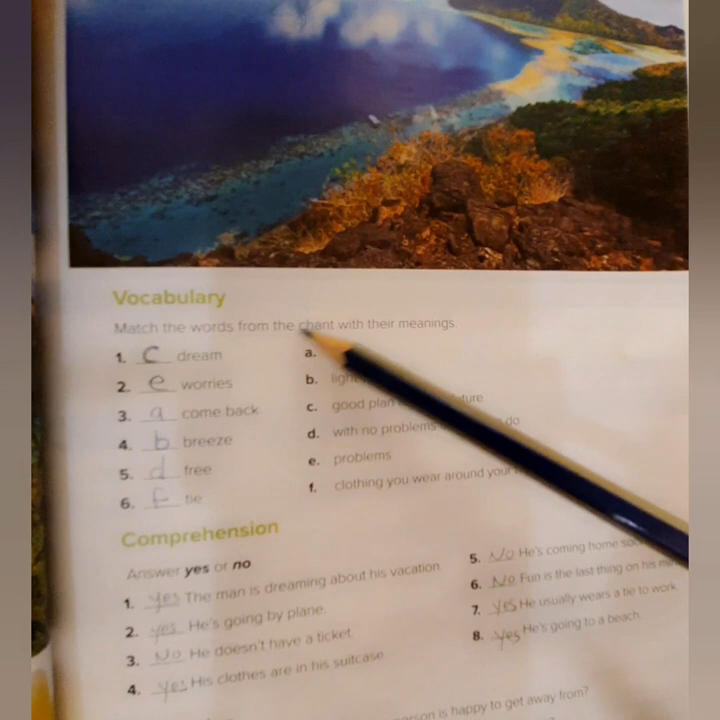 Vocabulary
Match the words from the chant with their meanings.
1. C dream
2. e worries
3. a come back
4. b breeze
5. d free
6. f tie
a.
b. light
c. good plan ture
d. with no problems do
e. problems
f. clothing you wear around your
Comprehension
Answer yes or no
1. yes The man is dreaming about his vacation.
2. yes He's going by plane.
3. No He doesn't have a ticket.
4. yes His clothes are in his suitcase.
5. No He's coming home
6. No Fun is the last thing on his
7. yes He usually wears a tie to work.
8. yes He's going to a beach.
is happy to get away from?